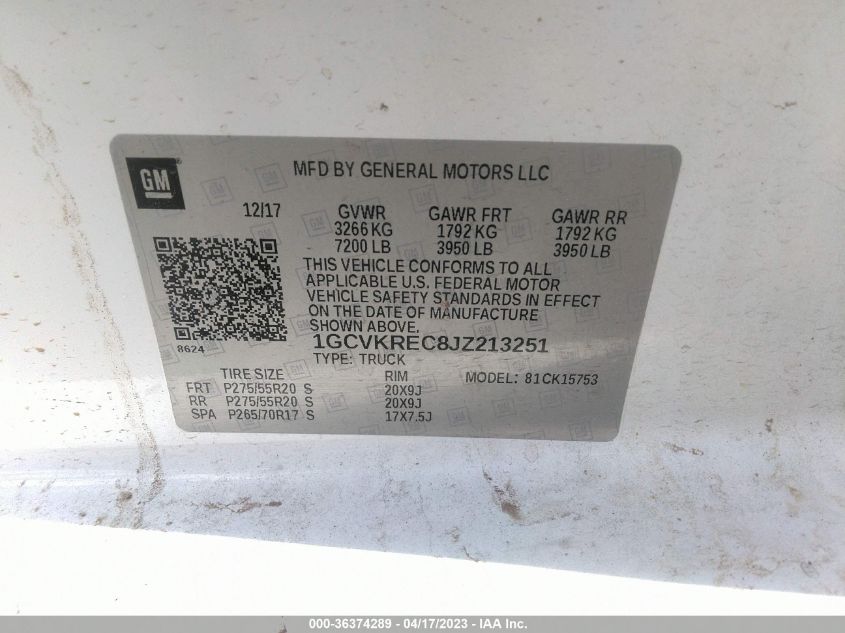 GM
MFD BY GENERAL MOTORS LLC
12/17 GVWR GAWR FRT GAWR RR
3266 KG 1792 KG 1792 KG
7200 LB 3950 LB 3950 LB
THIS VEHICLE CONFORMS TO ALL
APPLICABLE U.S. FEDERAL MOTOR
VEHICLE SAFETY STANDARDS IN EFFECT
ON THE DATE OF MANUFACTURE
SHOWN ABOVE.
8624
1GCVKREC8JZ213251
TYPE: TRUCK
TIRE SIZE RIM MODEL: 81CK15753
FRT P275/55R20 S 20X9J
RR P275/55R20 S 20X9J
SPA P265/70R17 S 17X7.5J
000-36374289 - 04/17/2023 - IAA Inc.